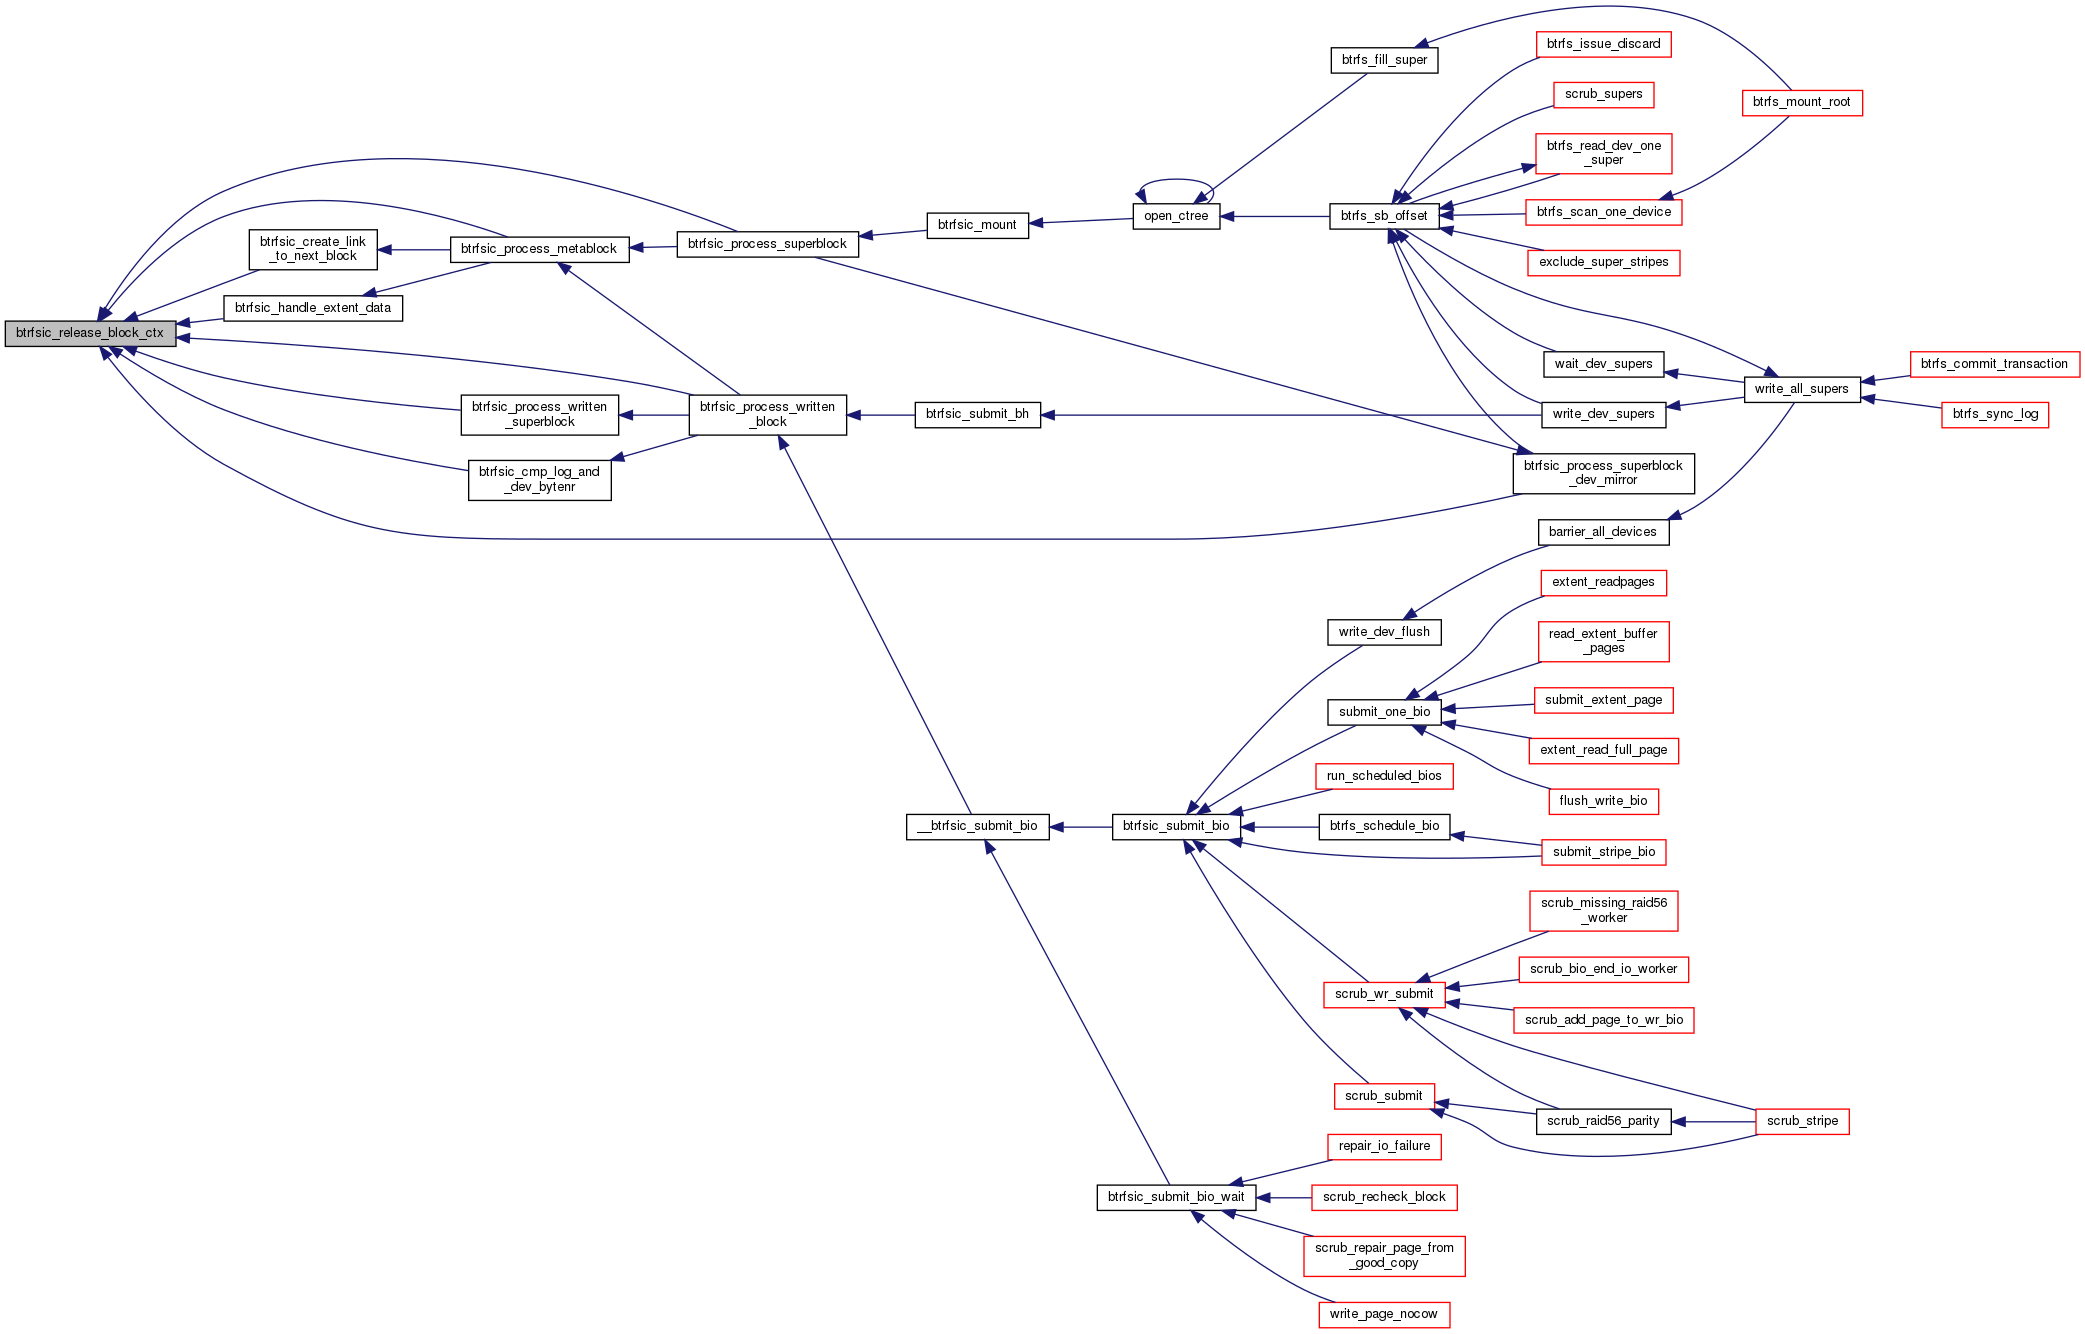 btrfsic_release_block_ctx
btrfsic_create_link
_to_next_block
btrfsic_handle_extent_data
btrfsic_process_metablock
btrfsic_process_written
_superblock
btrfsic_cmp_log_and
_dev_bytenr
btrfsic_process_superblock
btrfsic_process_written
_block
btrfsic_mount
btrfsic_submit_bh
__btrfsic_submit_bio
open_ctree
btrfsic_submit_bio
btrfsic_submit_bio_wait
btrfs_fill_super
btrfs_sb_offset
write_dev_flush
submit_one_bio
run_scheduled_bios
btrfs_schedule_bio
scrub_wr_submit
scrub_submit
repair_io_failure
scrub_recheck_block
scrub_repair_page_from
_good_copy
write_page_nocow
btrfs_issue_discard
scrub_supers
btrfs_read_dev_one
_super
btrfs_scan_one_device
exclude_super_stripes
wait_dev_supers
write_dev_supers
btrfsic_process_superblock
_dev_mirror
barrier_all_devices
extent_readpages
read_extent_buffer
_pages
submit_extent_page
extent_read_full_page
flush_write_bio
submit_stripe_bio
scrub_missing_raid56
_worker
scrub_bio_end_io_worker
scrub_add_page_to_wr_bio
scrub_raid56_parity
btrfs_mount_root
write_all_supers
scrub_stripe
btrfs_commit_transaction
btrfs_sync_log